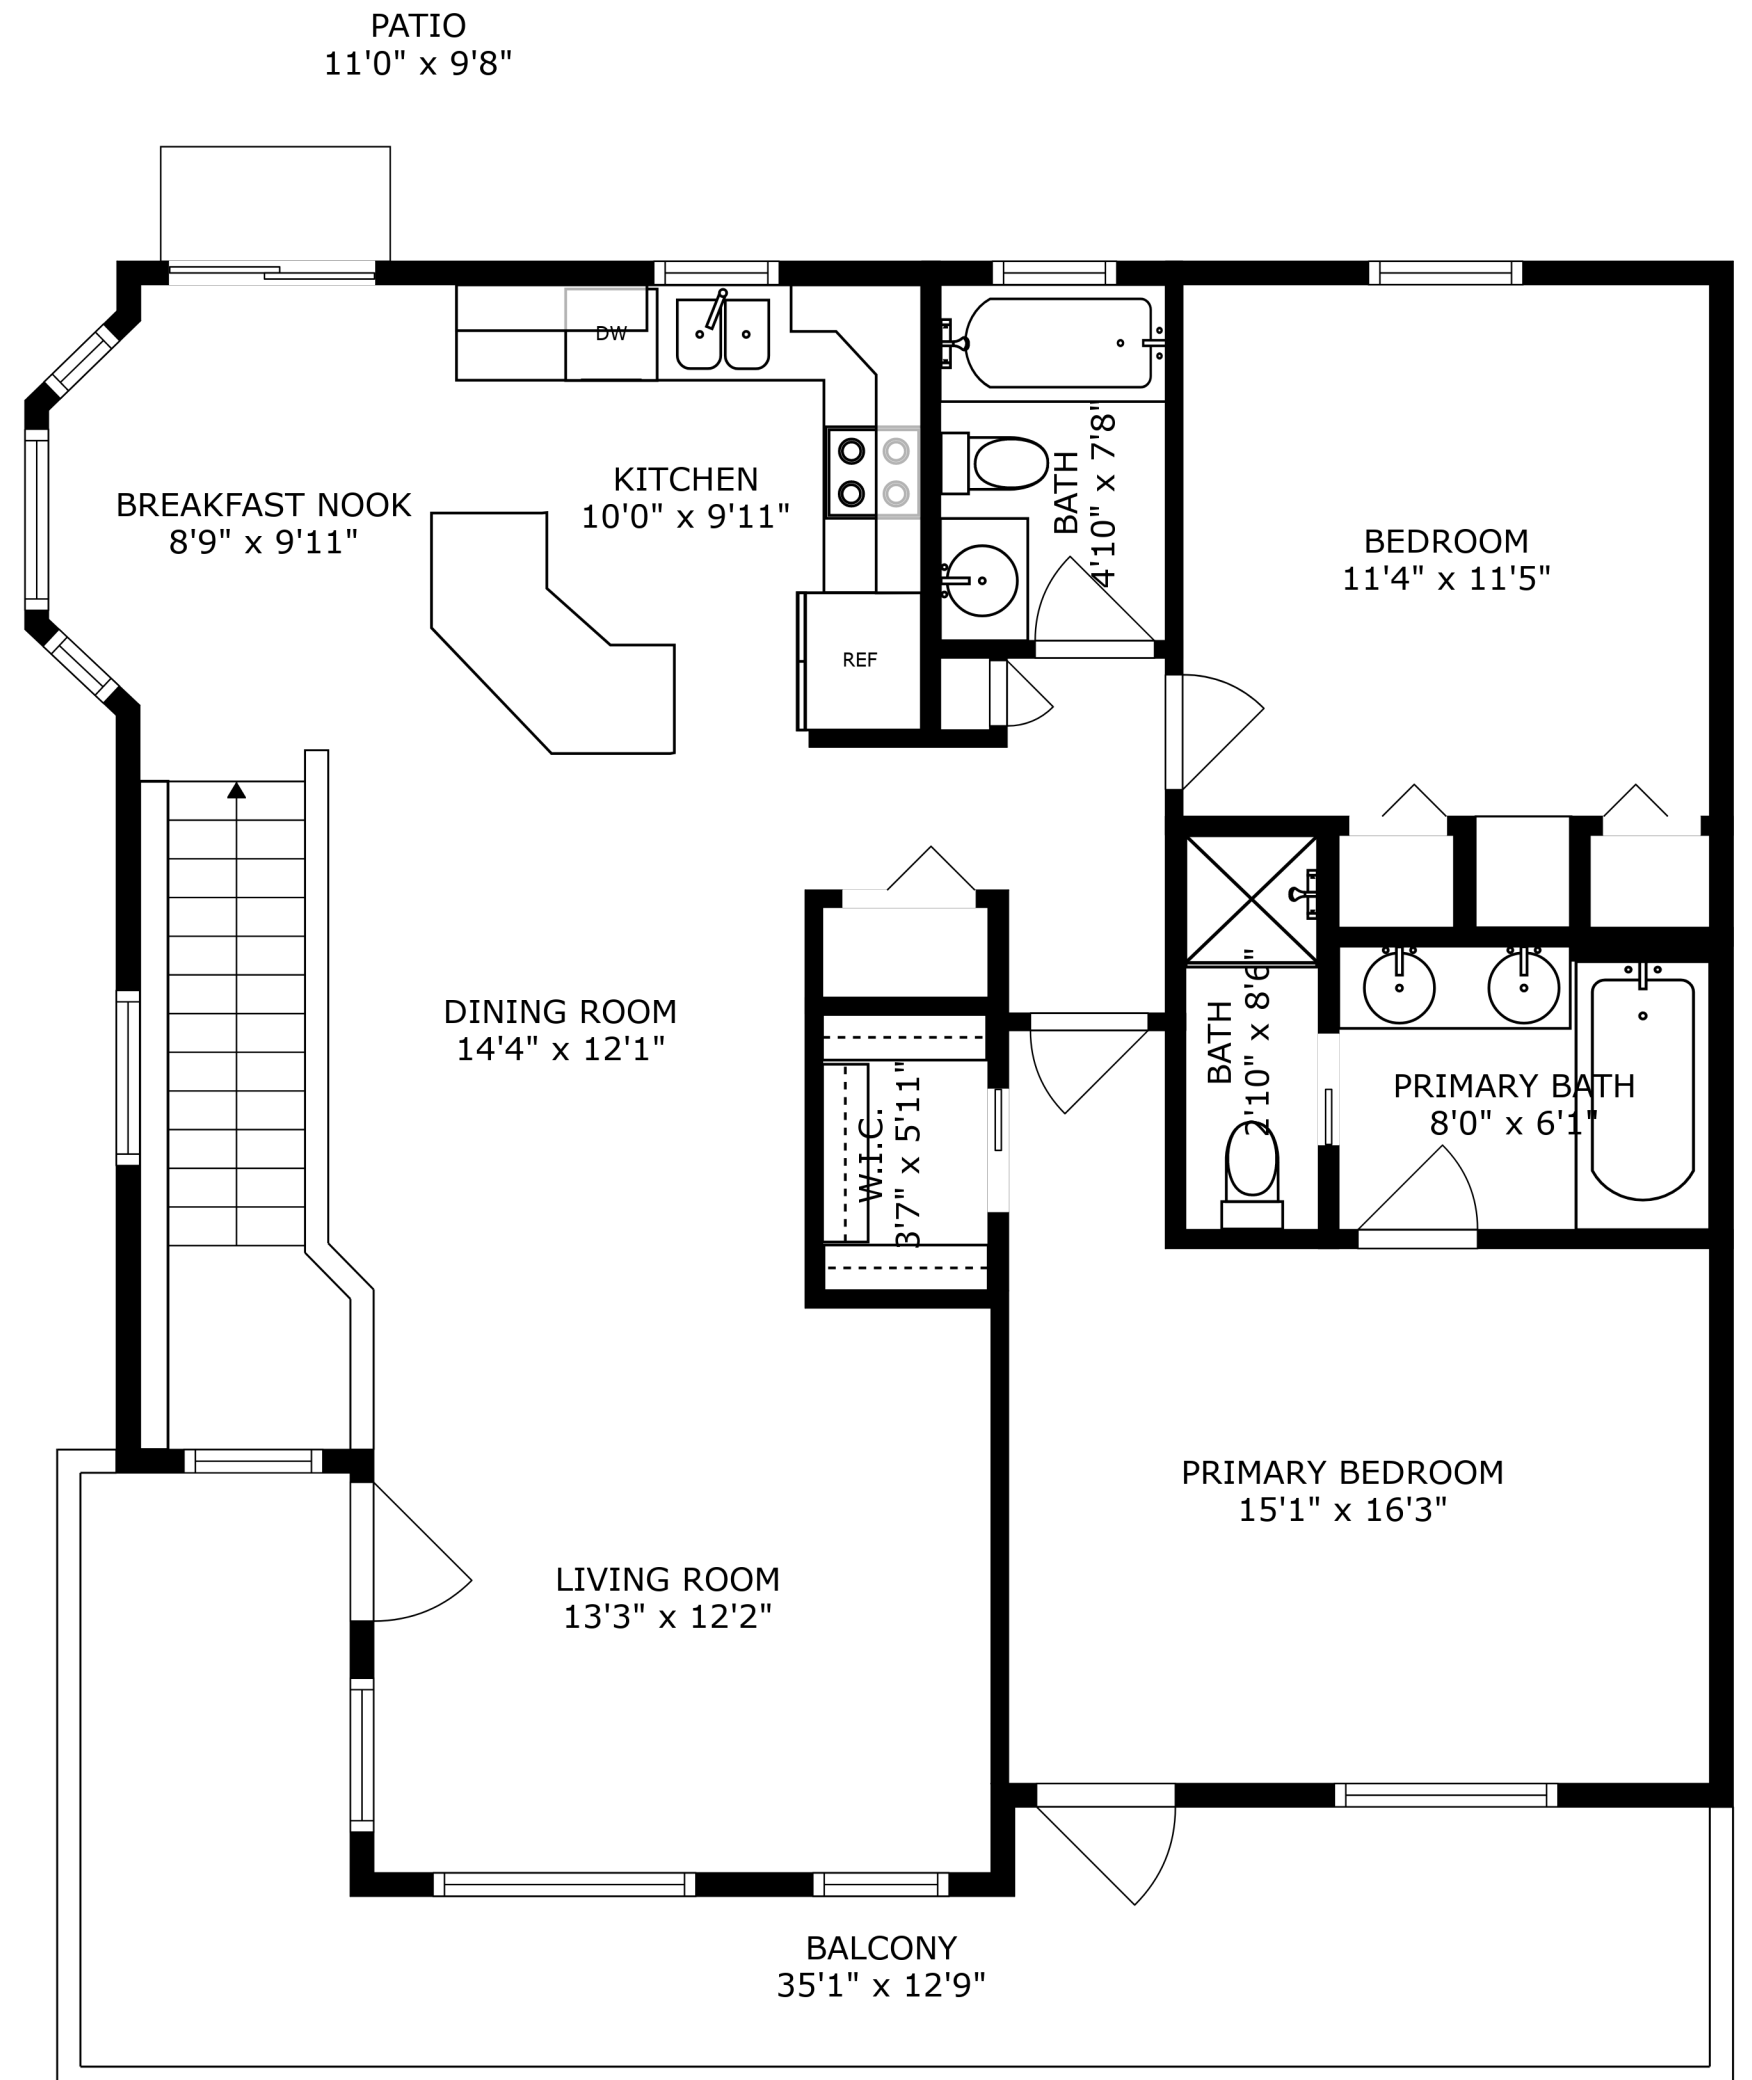 PATIO
11'0" x 9'8"
DW
KITCHEN
10'0" x 9'11"
BREAKFAST NOOK
8'9" x 9'11"
BATH
4'10" x 7'8"
BEDROOM
11'4" x 11'5"
REF
DINING ROOM
14'4" x 12'1"
W.I.C.
3'7" x 5'11"
BATH
2'10" x 8'6"
PRIMARY BATH
8'0" x 6'1"
PRIMARY BEDROOM
15'1" x 16'3"
LIVING ROOM
13'3" x 12'2"
BALCONY
35'1" x 12'9"